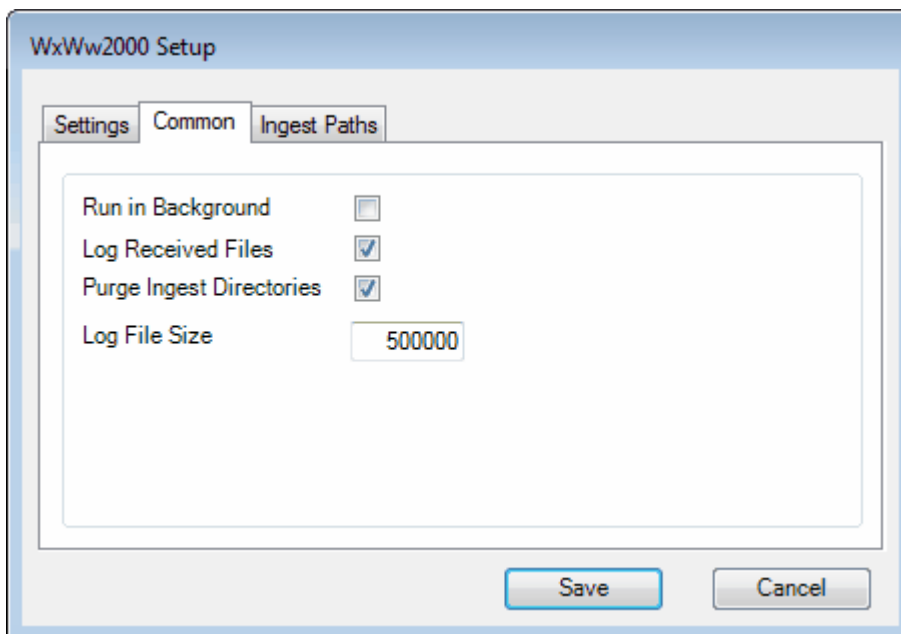 WxWw2000 Setup
Settings Common Ingest Paths
Run in Background
Log Received Files
Purge Ingest Directories
Log File Size 500000
Save Cancel